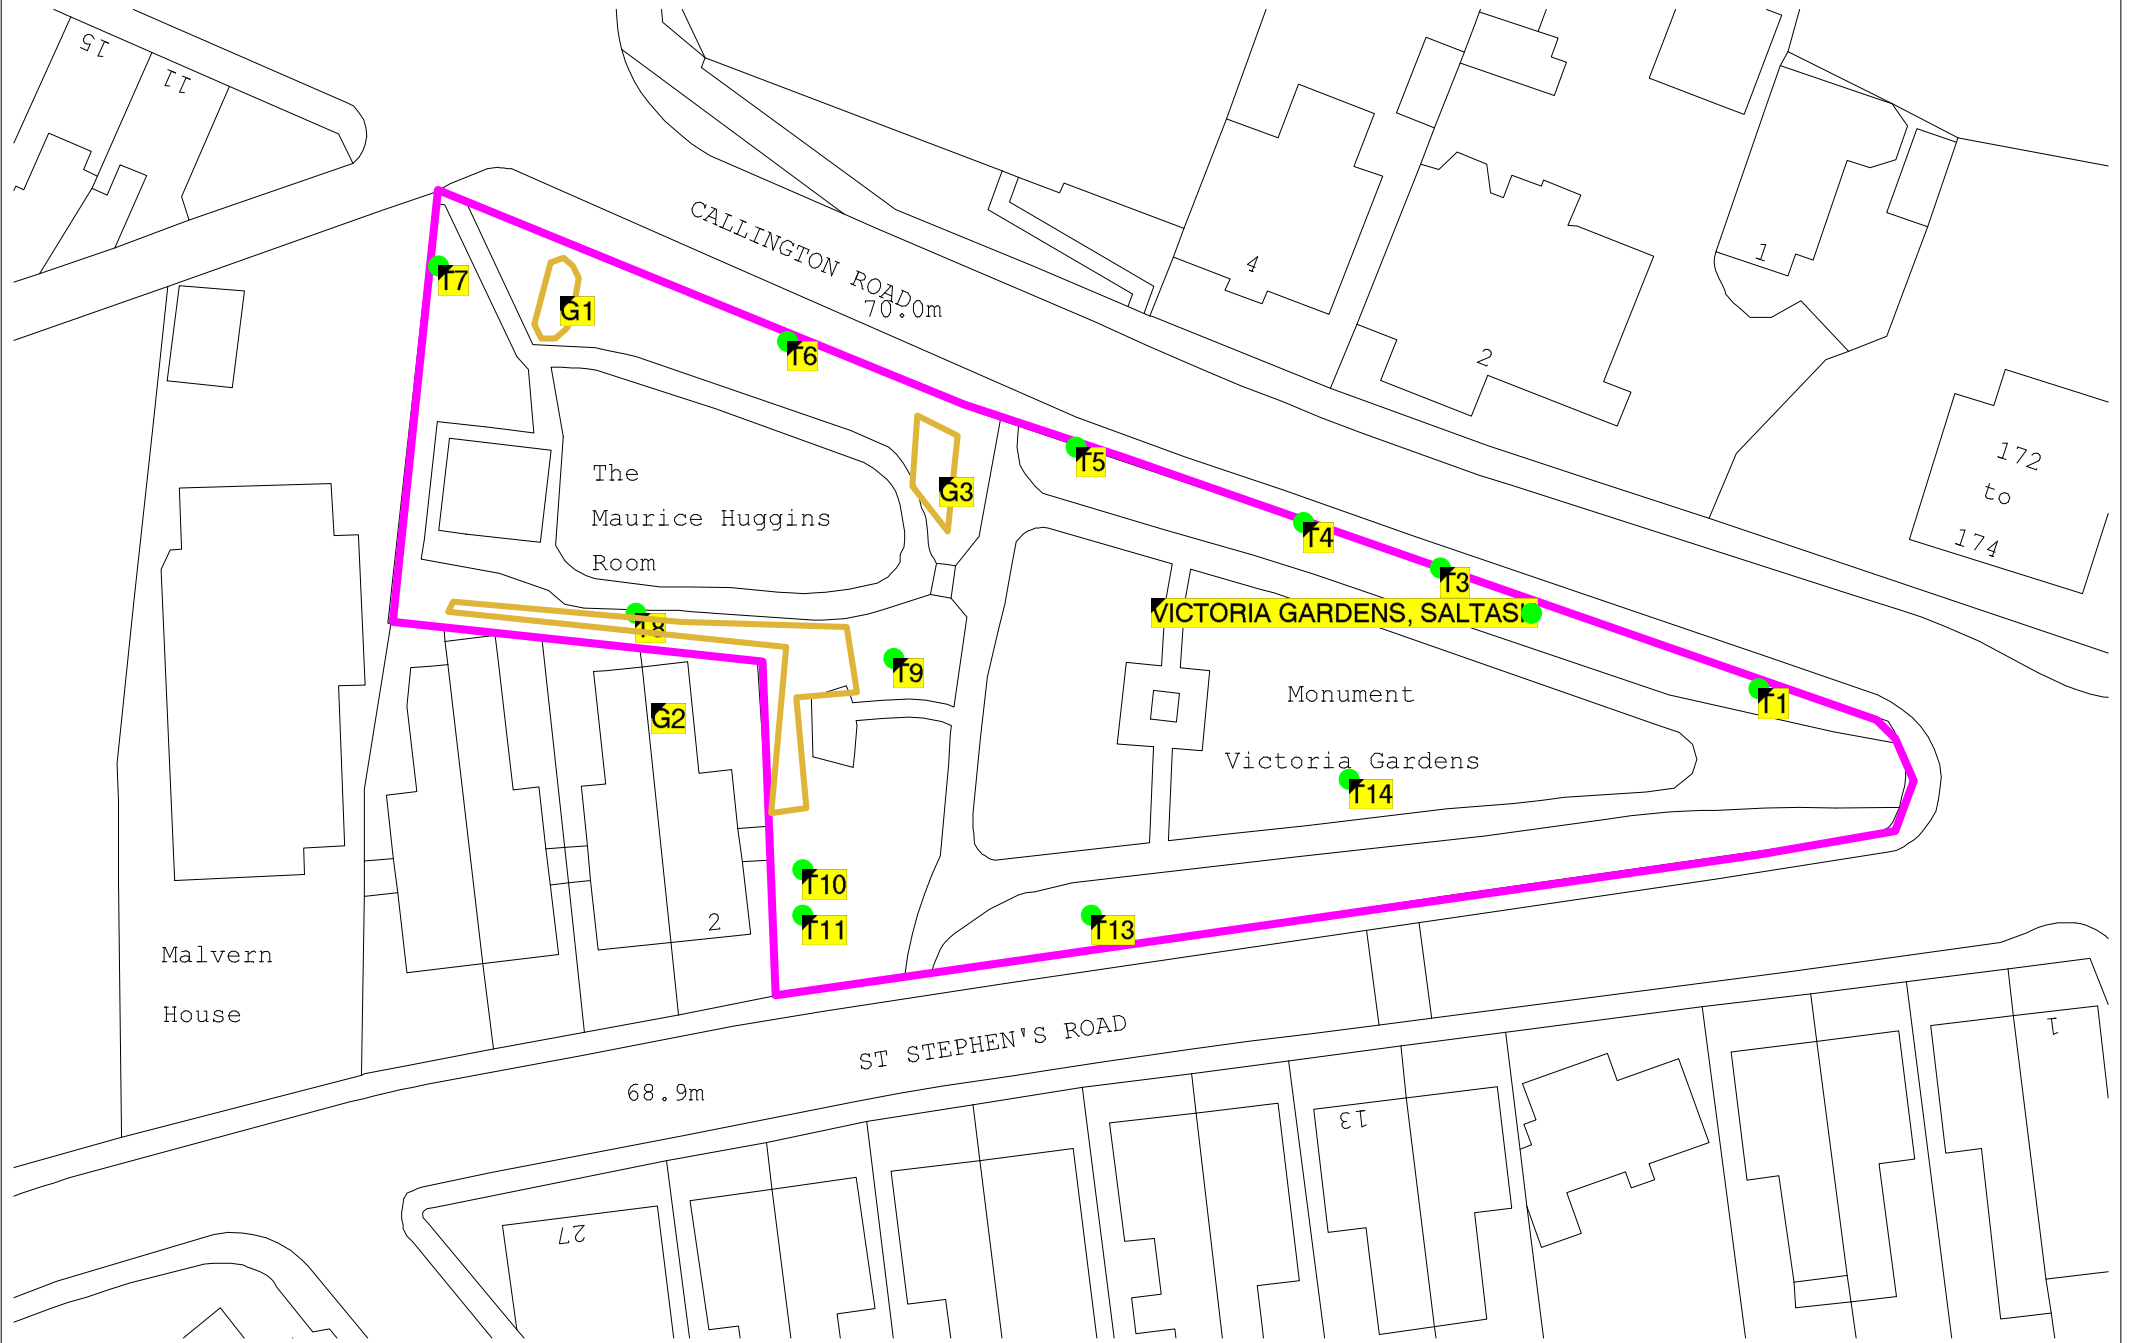 15
11
CALLINGTON ROAD
70.0m
4
2
1
172
to
174
T7
G1
T6
T5
G3
T4
T3
The
Maurice Huggins
Room
VICTORIA GARDENS, SALTASH
T8
T9
G2
Monument
T1
Victoria Gardens
T14
T10
T11
T13
2
Malvern
House
ST STEPHEN'S ROAD
68.9m
1
13
27